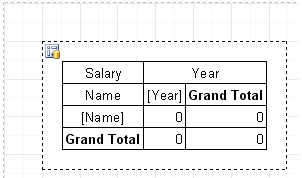 Salary Year
Name [Year] Grand Total
[Name] 0 0
Grand Total 0 0